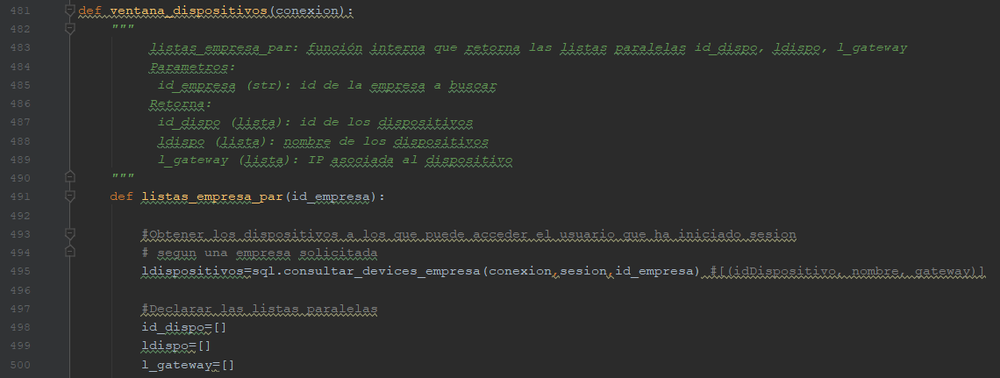 481 def ventana_dispositivos(conexion):
482 """
483 listas_empresa_par: función interna que retorna las listas paralelas id_dispo, ldispo, l_gateway
484 Parametros:
485 id_empresa (str): id de la empresa a buscar
486 Retorna:
487 id_dispo (lista): id de los dispositivos
488 ldispo (lista): nombre de los dispositivos
489 l_gateway (lista): IP asociada al dispositivo
490 """
491 def listas_empresa_par(id_empresa):
492
493 #Obtener los dispositivos a los que puede acceder el usuario que ha iniciado sesion
494 # segun una empresa solicitada
495 ldispositivos=sql.consultar_devices_empresa(conexion,sesion,id_empresa) #[(idDispositivo, nombre, gateway)]
496
497 #Declarar las listas paralelas
498 id_dispo=[]
499 ldispo=[]
500 l_gateway=[]